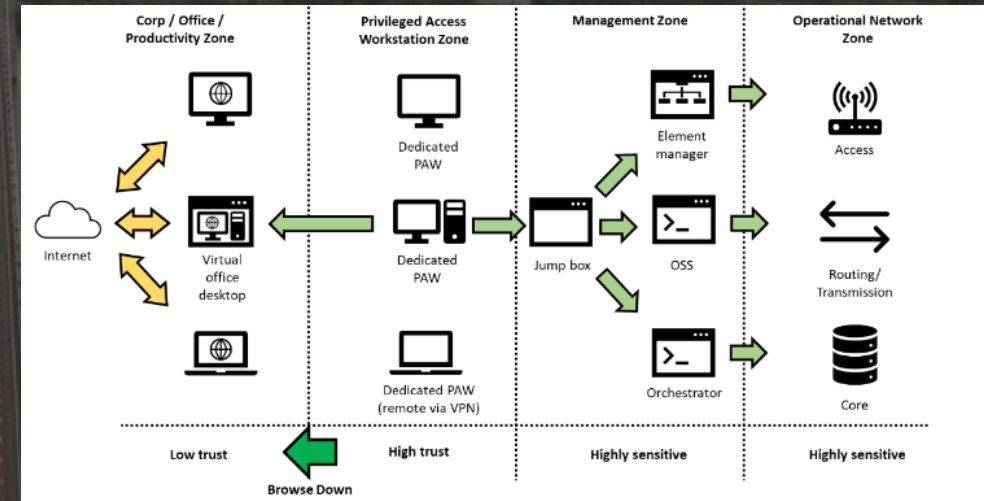 Corp / Office /
Productivity Zone
Privileged Access
Workstation Zone
Management Zone
Operational Network
Zone
Internet
Virtual
office
desktop
Dedicated
PAW
Dedicated
PAW
Dedicated PAW
(remote via VPN)
Jump box
Element
manager
OSS
Orchestrator
Access
Routing/
Transmission
Core
Low trust
High trust
Highly sensitive
Highly sensitive
Browse Down